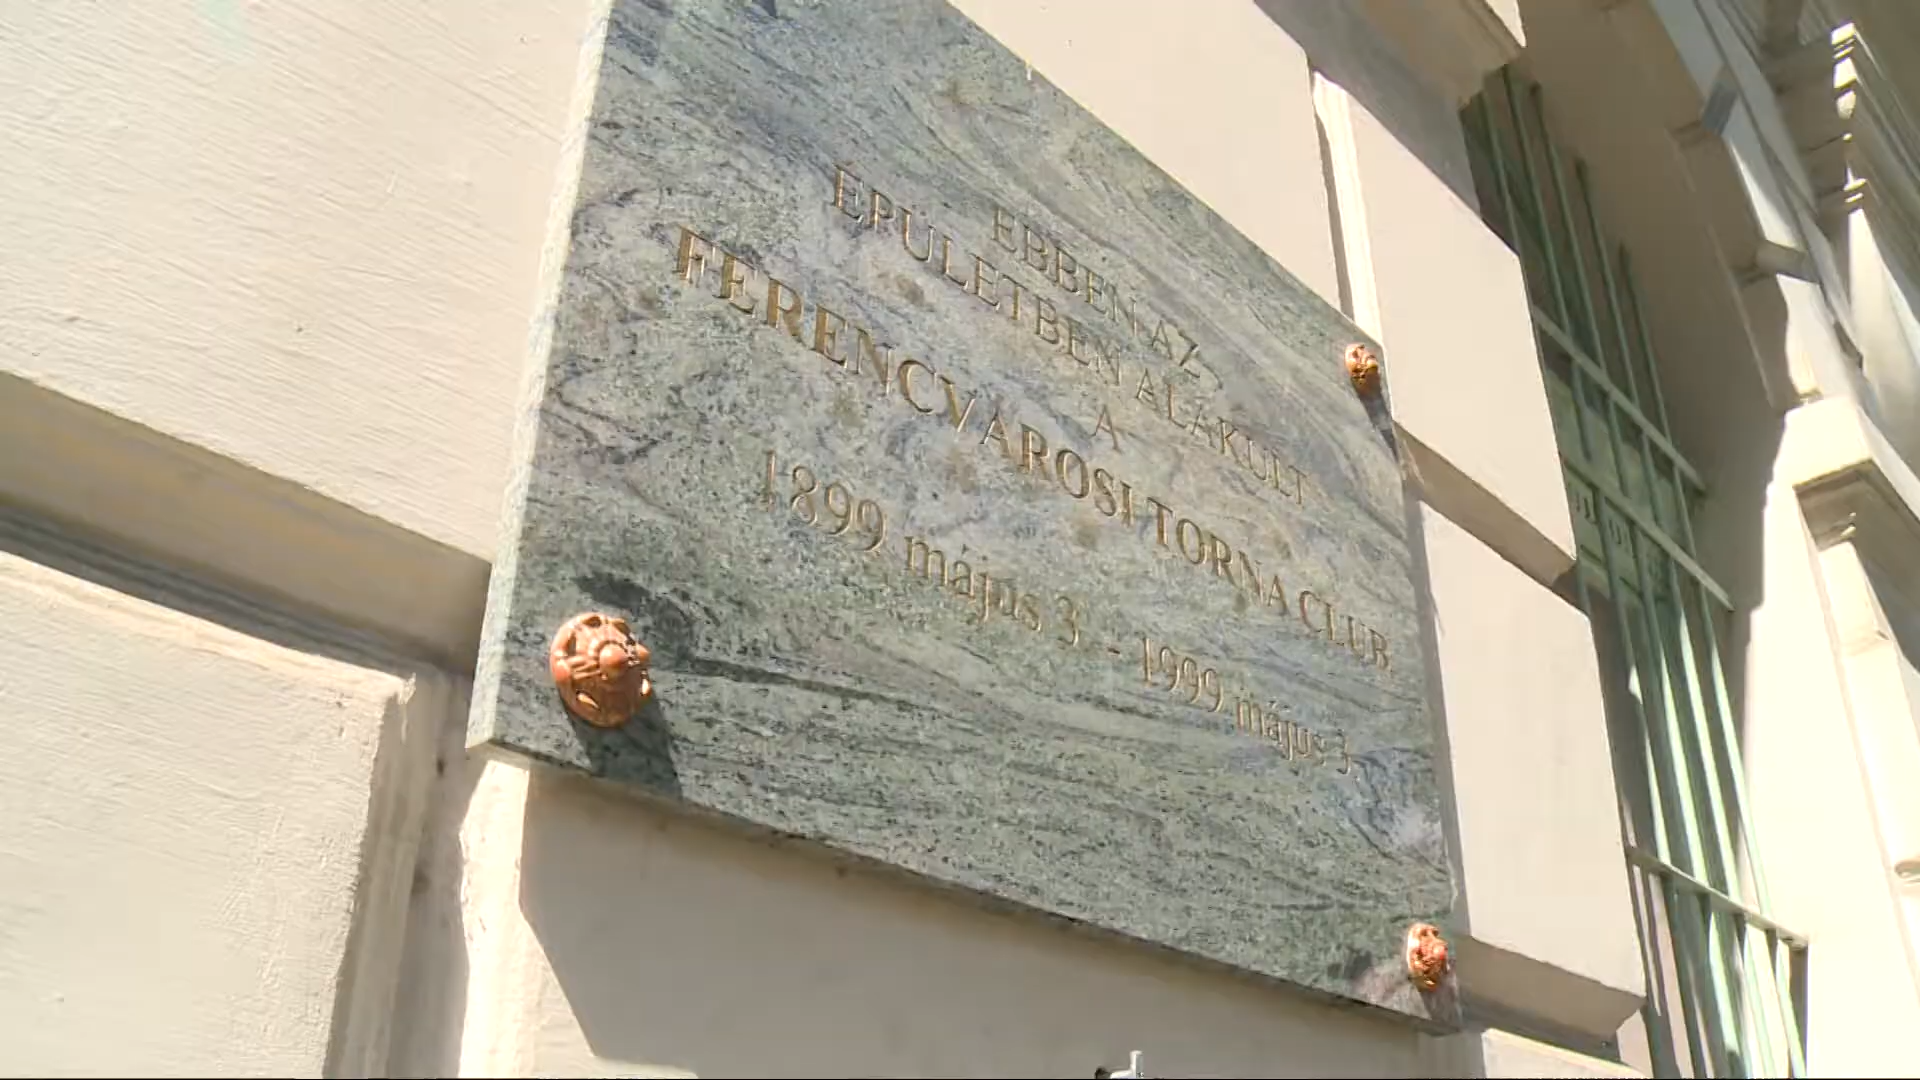 EBBEN AZ
ÉPÜLETBEN ALAKULT
A
FERENCVÁROSI TORNA CLUB
1899 május 3 - 1999 május 3.